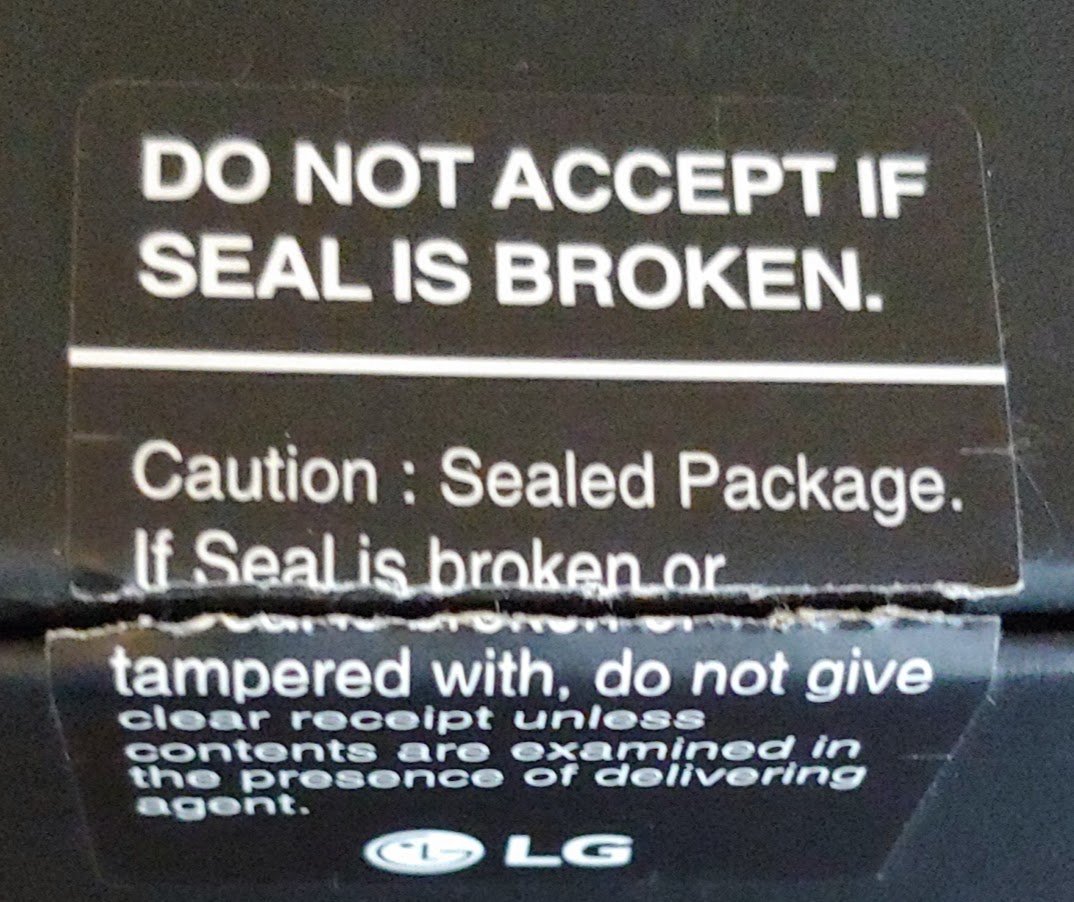 DO NOT ACCEPT IF
SEAL IS BROKEN.
Caution : Sealed Package.
If Seal is broken or
tampered with, do not give
clear receipt unless
contents are examined in
the presence of delivering
agent.
LG